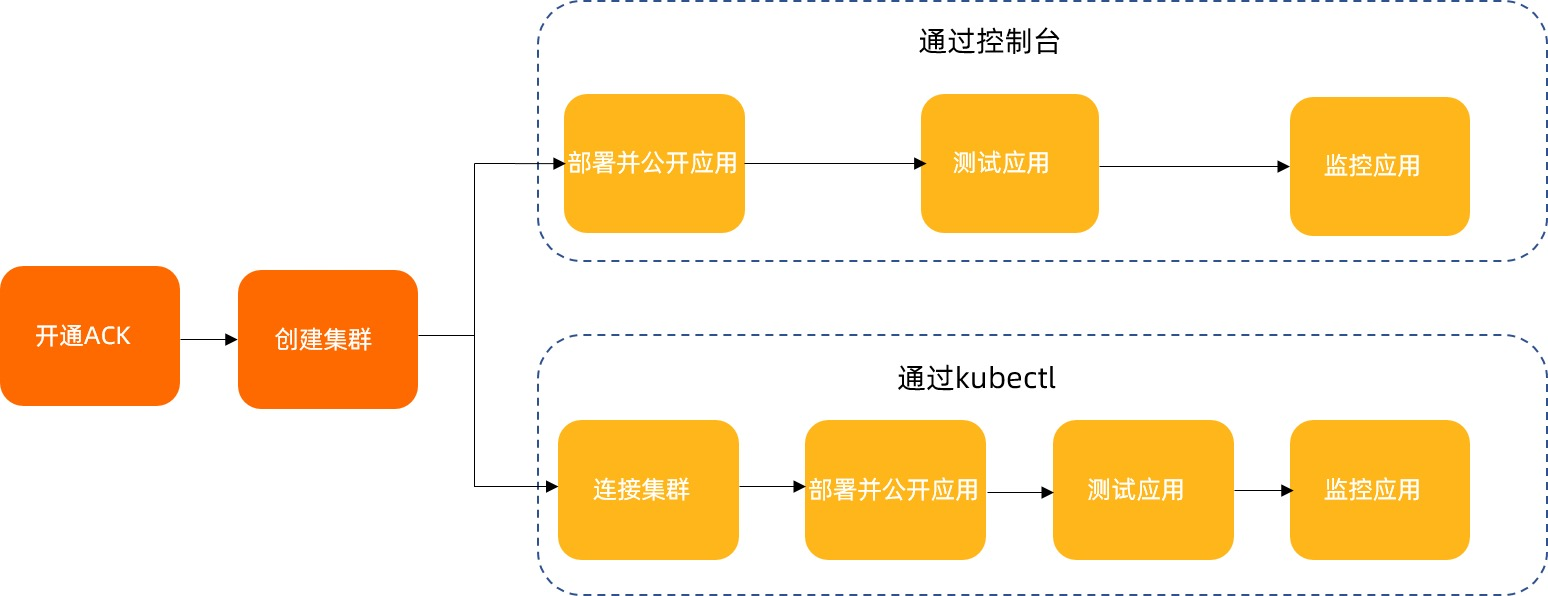 通过控制台
部署并公开应用
测试应用
监控应用
开通ACK
创建集群
通过kubectl
连接集群
部署并公开应用
测试应用
监控应用